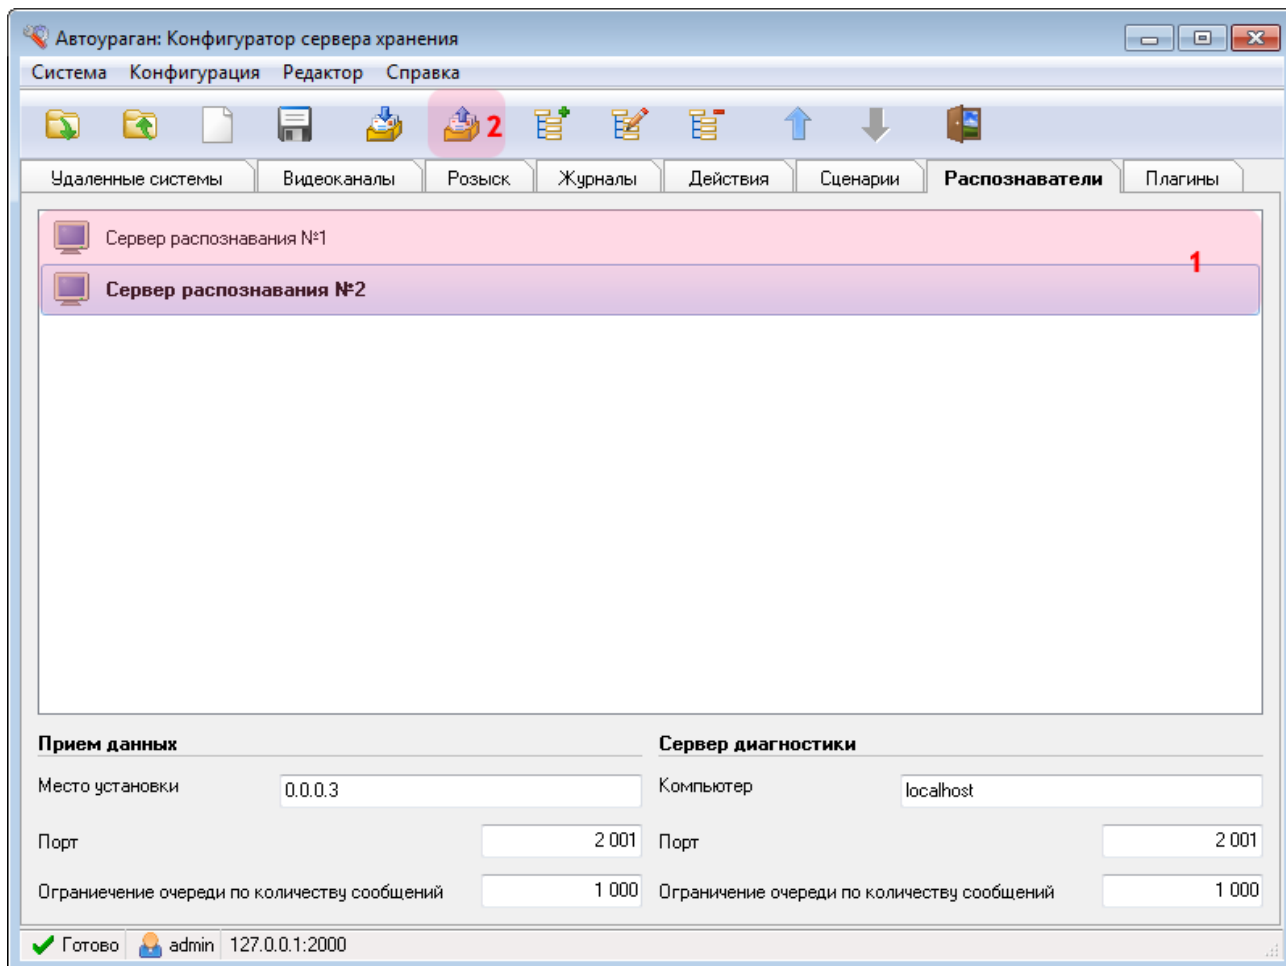 Автоураган: Конфигуратор сервера хранения
Система Конфигурация Редактор Справка
2
Удаленные системы Видеоканалы Розыск Журналы Действия Сценарии Распознаватели Плагины
Сервер распознавания №1
1
Сервер распознавания №2
Прием данных Сервер диагностики
Место установки 0.0.0.3 Компьютер localhost
Порт 2 001 Порт 2 001
Ограниечение очереди по количеству сообщений 1 000 Ограничение очереди по количеству сообщений 1 000
Готово admin 127.0.0.1:2000